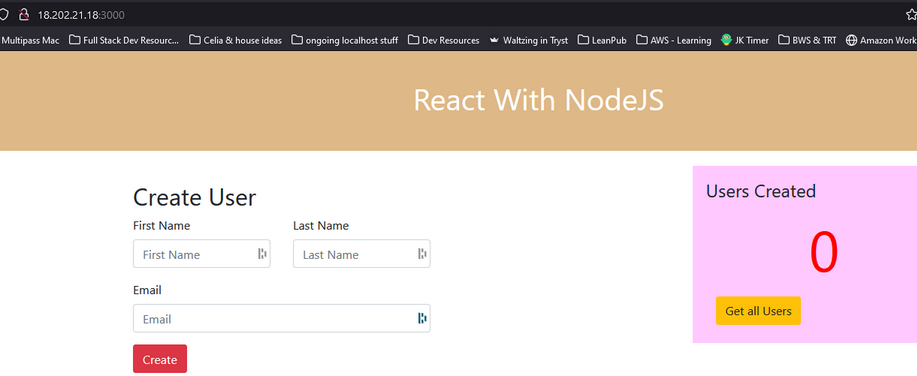 18.202.21.18:3000
Multipass Mac Full Stack Dev Resourc... Celia & house ideas ongoing localhost stuff Dev Resources Waltzing in Tryst LeanPub AWS - Learning JK Timer BWS & TRT Amazon Work
React With NodeJS
Create User
First Name Last Name
First Name Last Name
Email
Email
Create
Users Created
0
Get all Users